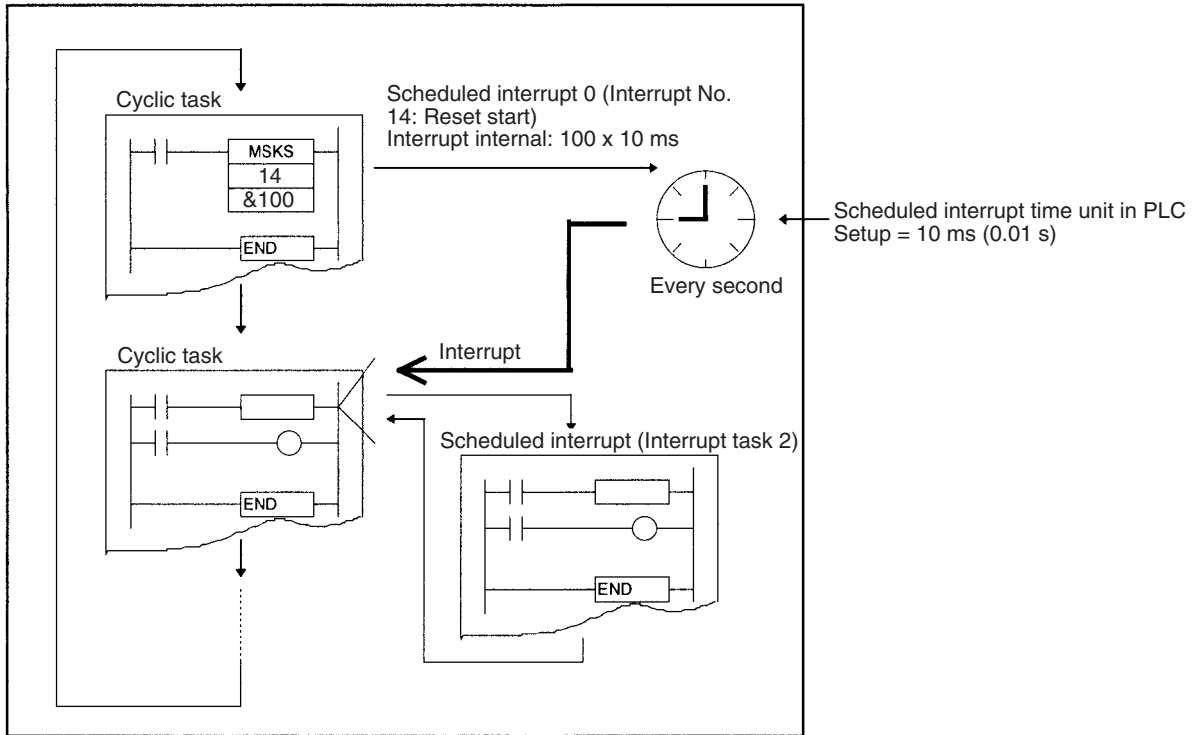 Cyclic task
MSKS
14
&100
END
Scheduled interrupt 0 (Interrupt No.
14: Reset start)
Interrupt internal: 100 x 10 ms
Every second
Scheduled interrupt time unit in PLC
Setup = 10 ms (0.01 s)
Cyclic task
END
Interrupt
Scheduled interrupt (Interrupt task 2)
END